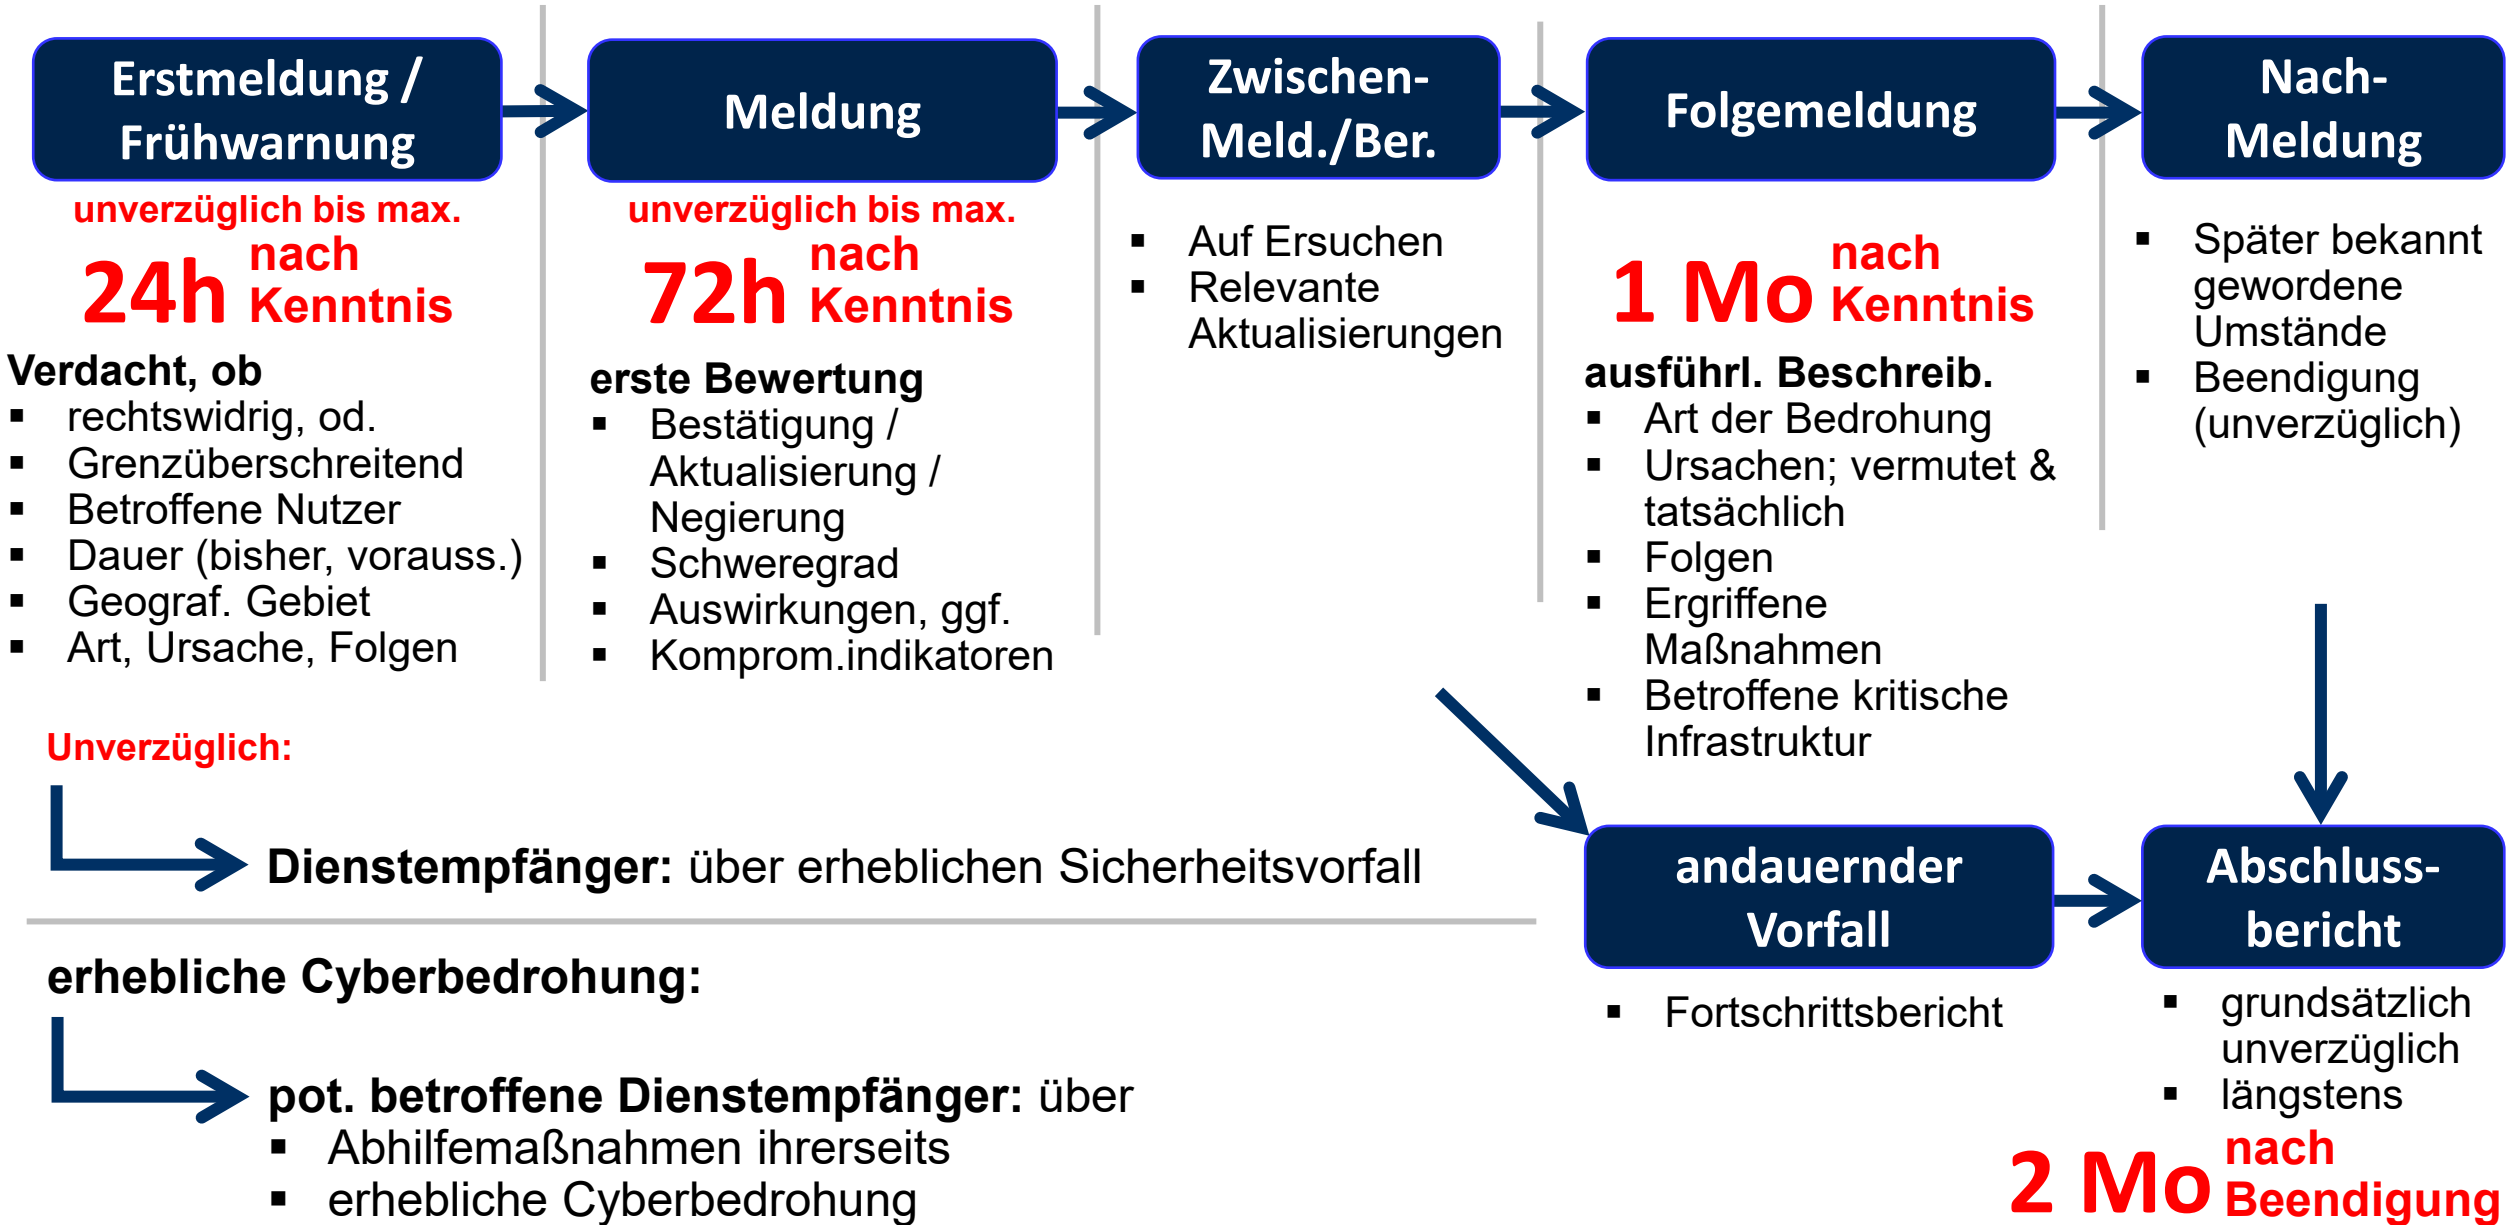 Erstmeldung /
Frühwarnung
unverzüglich bis max.
24h nach
Kenntnis
Verdacht, ob
▪ rechtswidrig, od.
▪ Grenzüberschreitend
▪ Betroffene Nutzer
▪ Dauer (bisher, vorauss.)
▪ Geograf. Gebiet
▪ Art, Ursache, Folgen
Meldung
unverzüglich bis max.
72h nach
Kenntnis
erste Bewertung
▪ Bestätigung /
Aktualisierung /
Negierung
▪ Schweregrad
▪ Auswirkungen, ggf.
▪ Komprom.indikatoren
Zwischen-
Meld./Ber.
▪ Auf Ersuchen
▪ Relevante
Aktualisierungen
Folgemeldung
1 Mo nach
Kenntnis
ausführl. Beschreib.
▪ Art der Bedrohung
▪ Ursachen; vermutet &
tatsächlich
▪ Folgen
▪ Ergriffene
Maßnahmen
▪ Betroffene kritische
Infrastruktur
Nach-
Meldung
▪ Später bekannt
gewordene
Umstände
▪ Beendigung
(unverzüglich)
Unverzüglich:
Dienstempfänger: über erheblichen Sicherheitsvorfall
erhebliche Cyberbedrohung:
pot. betroffene Dienstempfänger: über
▪ Abhilfemaßnahmen ihrerseits
▪ erhebliche Cyberbedrohung
andauernder
Vorfall
▪ Fortschrittsbericht
Abschluss-
bericht
▪ grundsätzlich
unverzüglich
▪ längstens
2 Mo nach
Beendigung